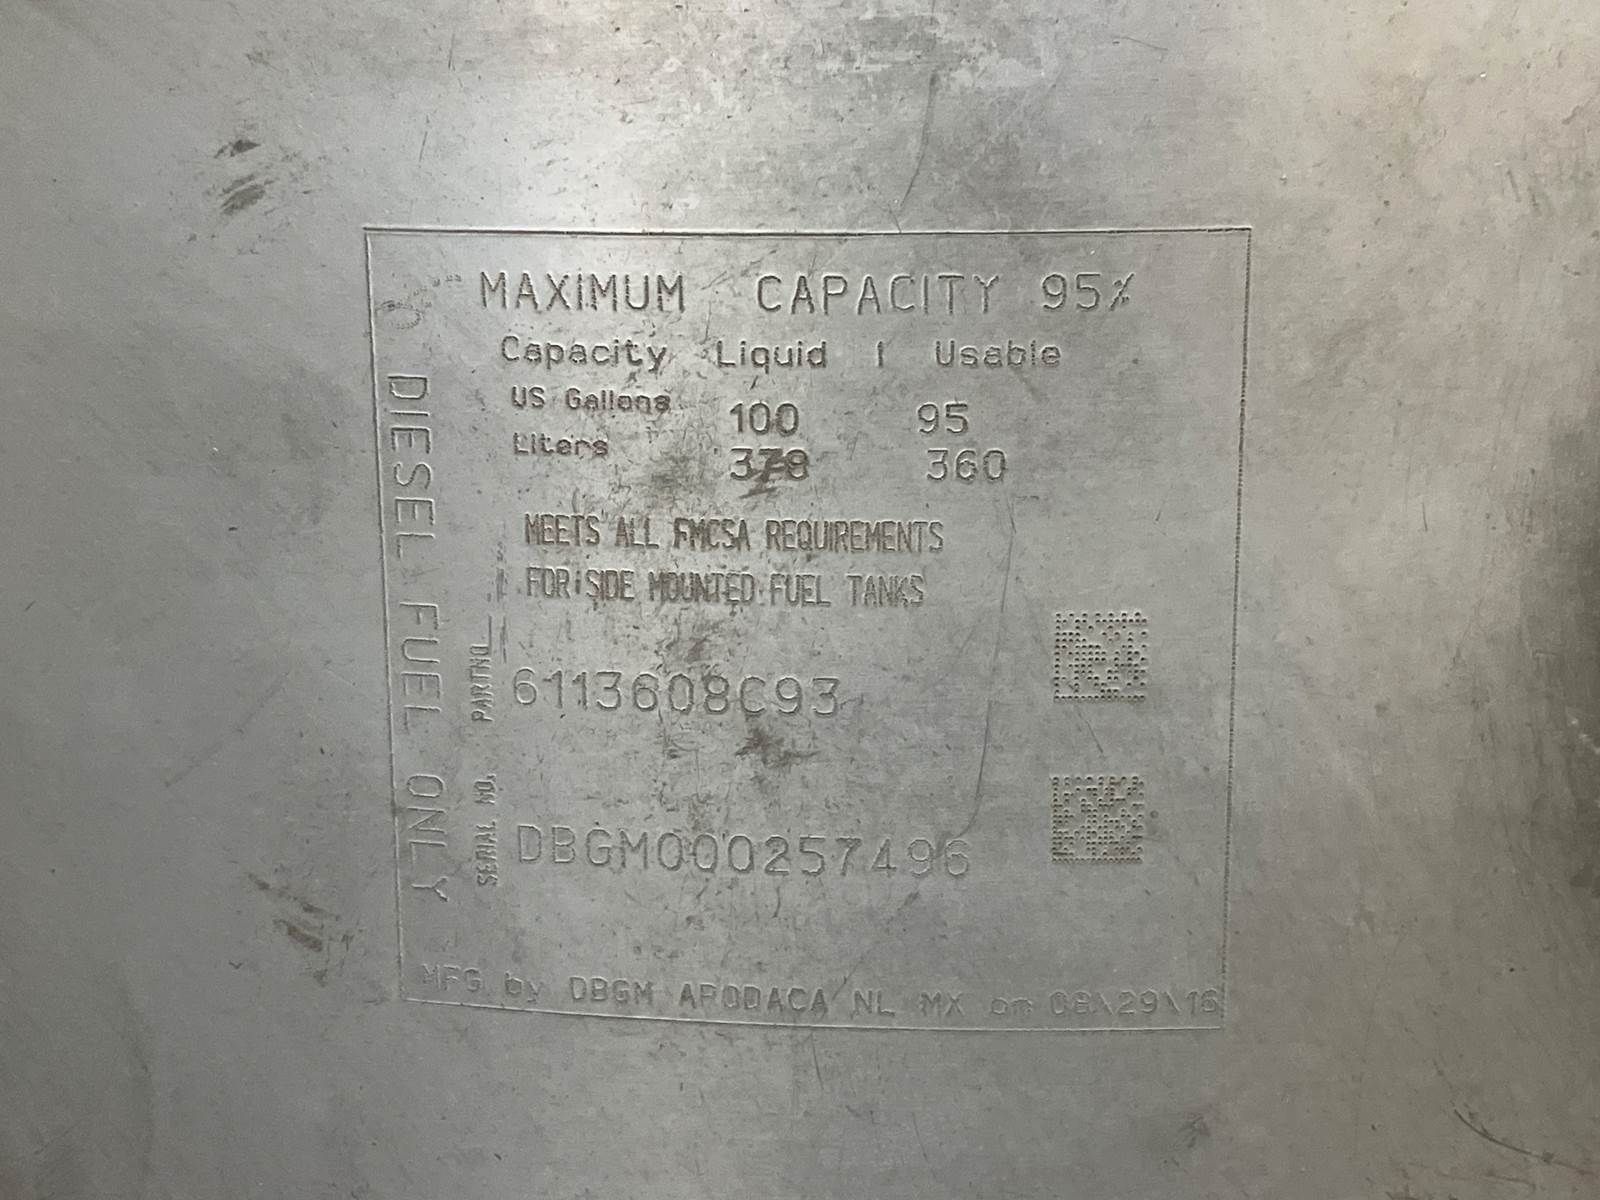 MAXIMUM CAPACITY 95%
Capacity Liquid | Usable
US Gallons 100 95
Liters 378 360
MEETS ALL FMCSA REQUIREMENTS
FOR SIDE MOUNTED FUEL TANKS
PARTNO. 6113608C93
SERIAL NO. DBGM000257496
DIESEL FUEL ONLY
MFG by DBGM APODACA NL MX on 08\29\16